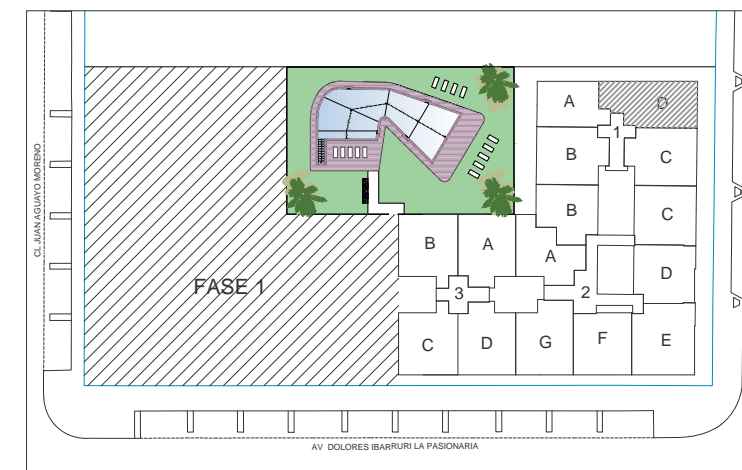 A
D
1
B
C
B
C
A
D
2
B
A
3
C
D
G
F
E
FASE 1
CL JUAN AGUAYO MORENO
AV DOLORES IBARRURI LA PASIONARIA